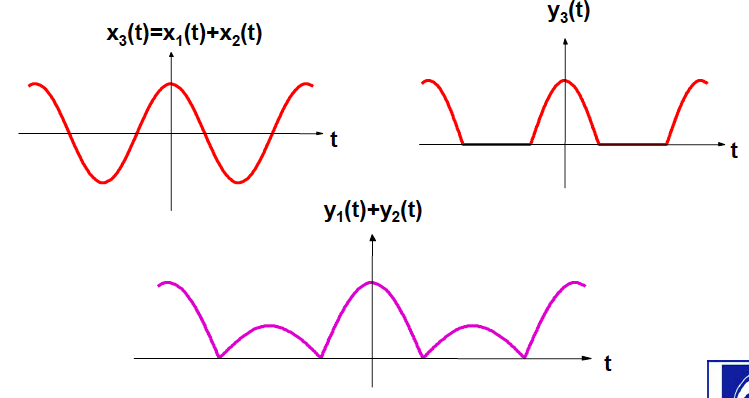 x₃(t)=x₁(t)+x₂(t)
t
y₃(t)
t
y₁(t)+y₂(t)
t